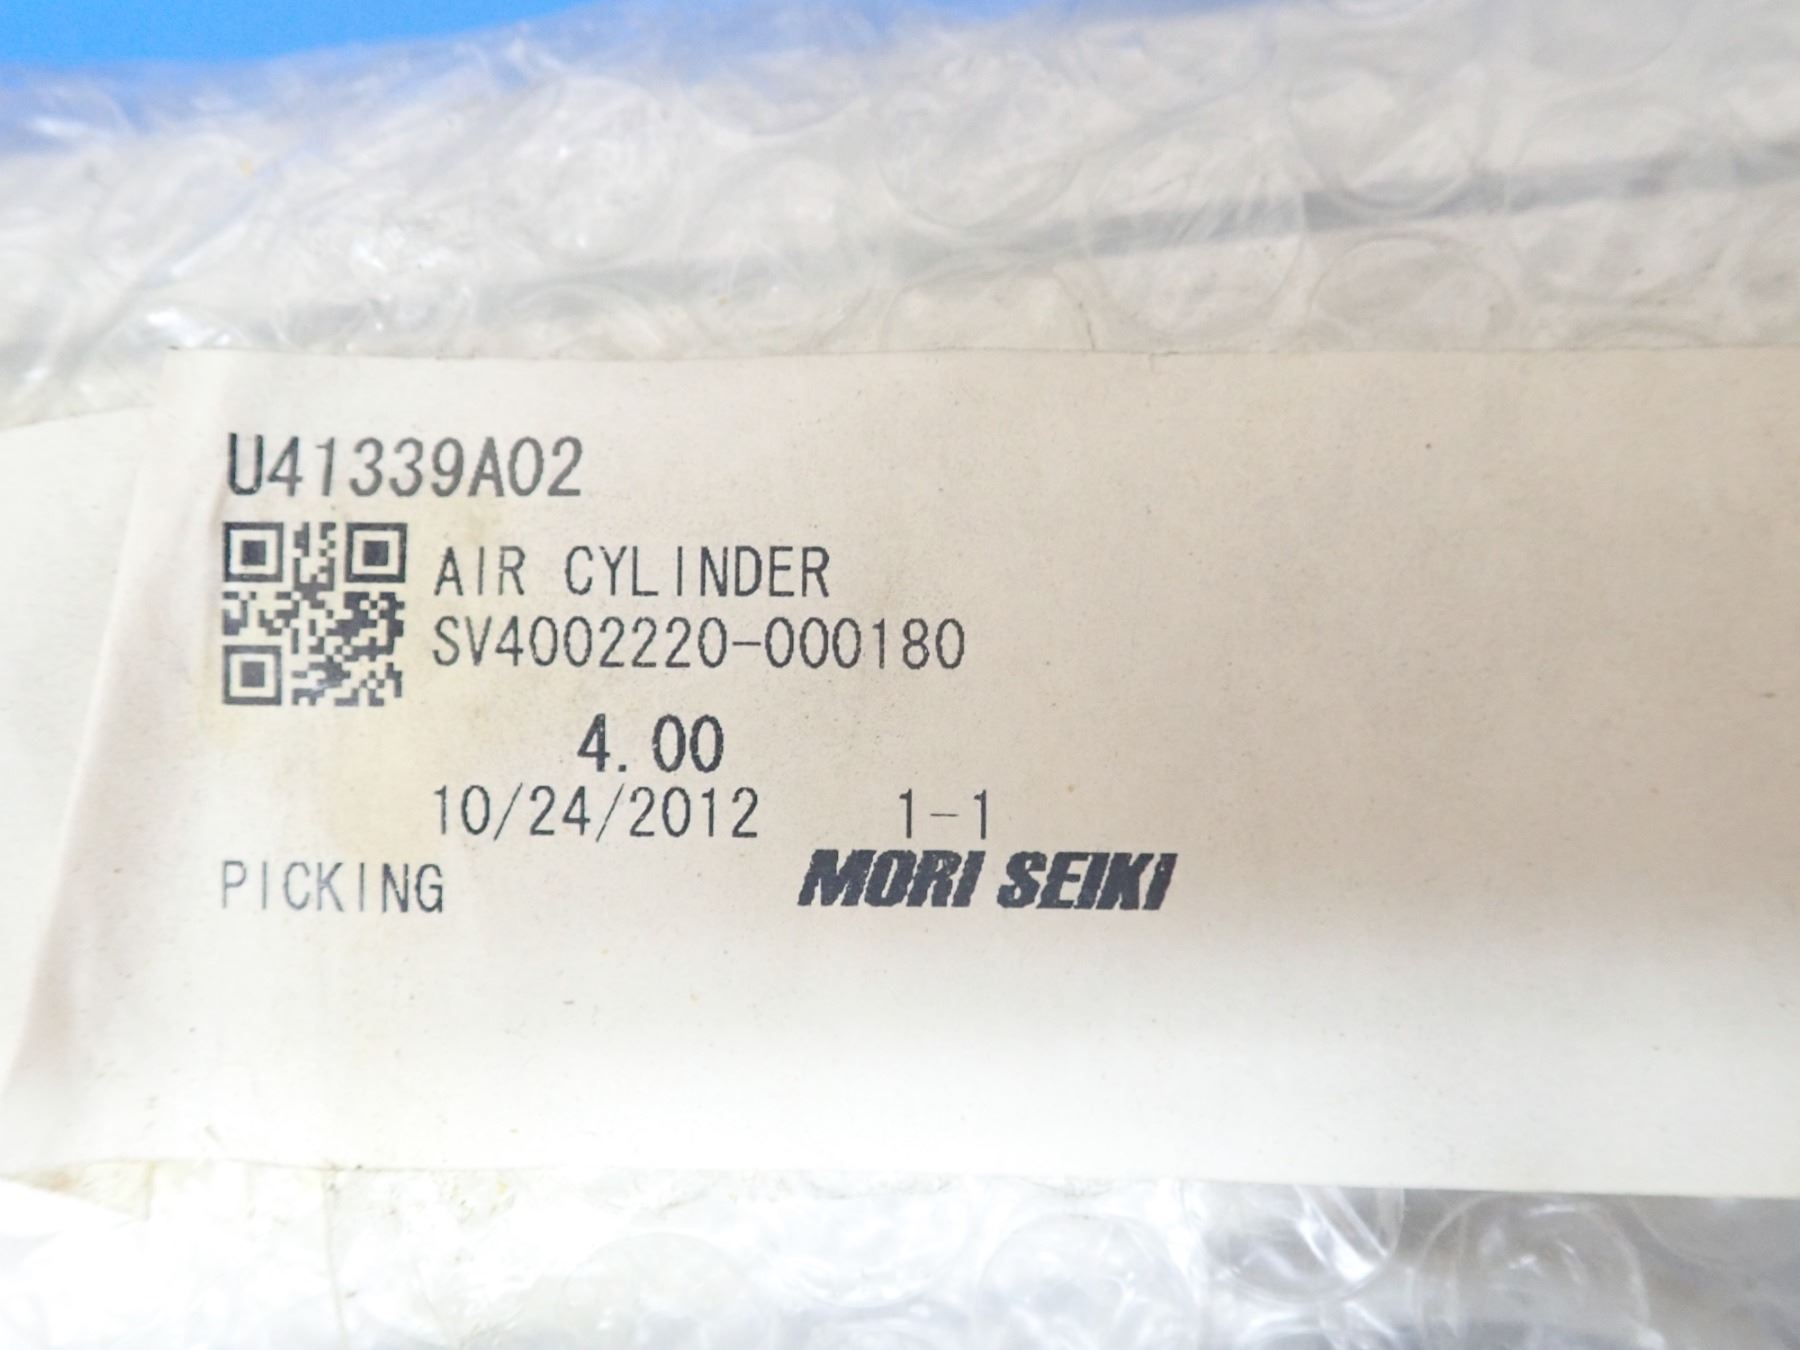 U41339A02
AIR CYLINDER
SV4002220-000180
4.00
10/24/2012 1-1
PICKING MORI SEIKI